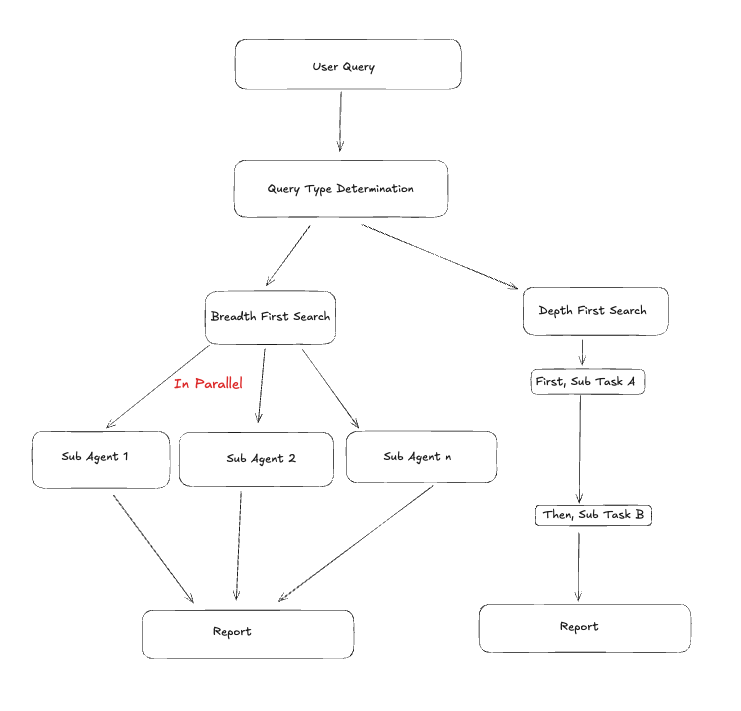 User Query
Query Type Determination
Breadth First Search
Depth First Search
In Parallel
First, Sub Task A
Sub Agent 1
Sub Agent 2
Sub Agent n
Then, Sub Task B
Report
Report